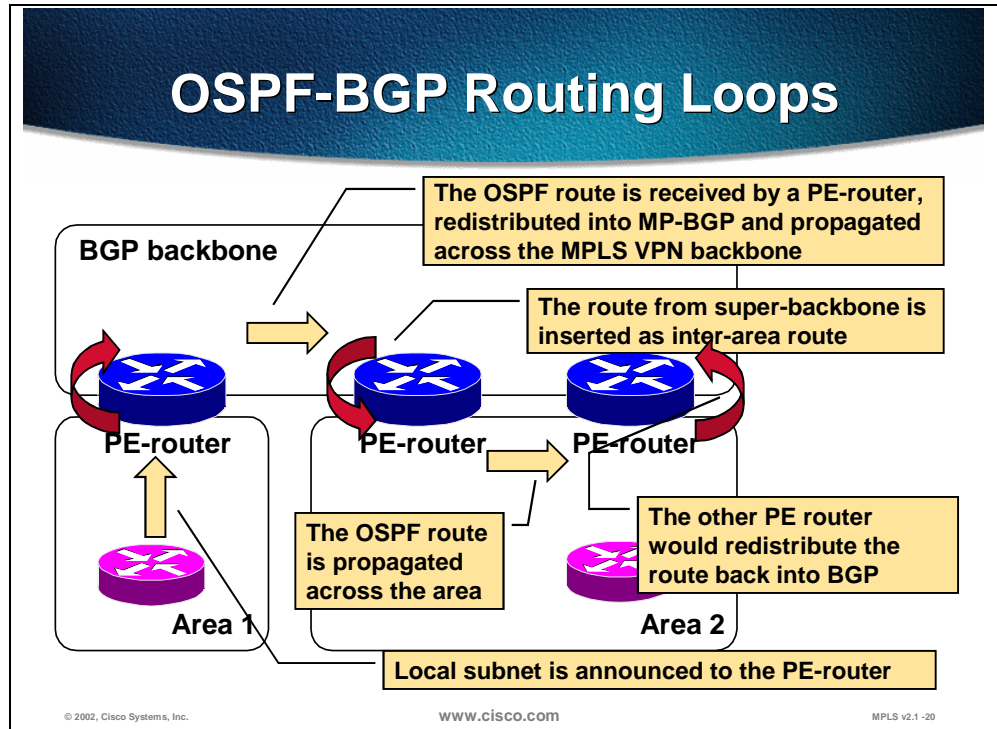 OSPF-BGP Routing Loops
The OSPF route is received by a PE-router,
redistributed into MP-BGP and propagated
across the MPLS VPN backbone
BGP backbone
The route from super-backbone is
inserted as inter-area route
PE-router
PE-router
PE-router
The OSPF route
is propagated
across the area
The other PE router
would redistribute the
route back into BGP
Area 1
Area 2
Local subnet is announced to the PE-router
© 2002, Cisco Systems, Inc.
www.cisco.com
MPLS v2.1 -20